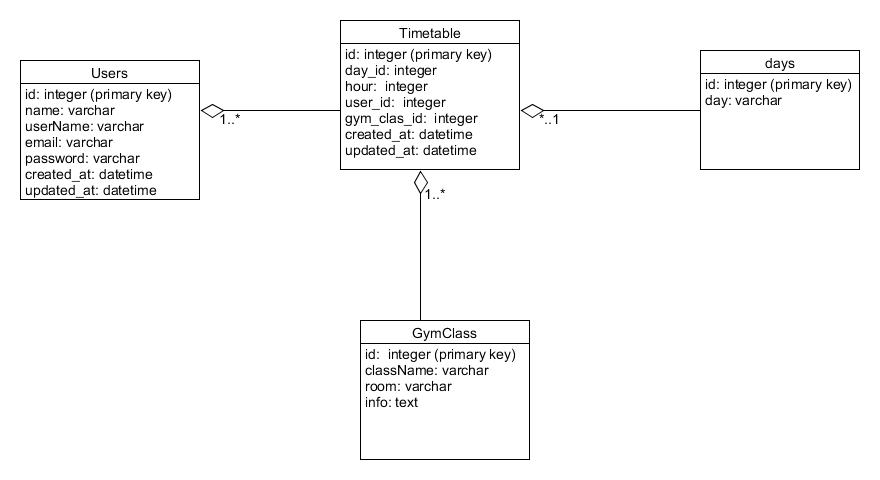 Timetable
id: integer (primary key)
day_id: integer
hour:  integer
user_id:  integer
gym_clas_id:  integer
created_at: datetime
updated_at: datetime
Users
id: integer (primary key)
name: varchar
userName: varchar
email: varchar
password: varchar
created_at: datetime
updated_at: datetime
days
id: integer (primary key)
day: varchar
1..*
*..1
1..*
GymClass
id:  integer (primary key)
className: varchar
room: varchar
info: text